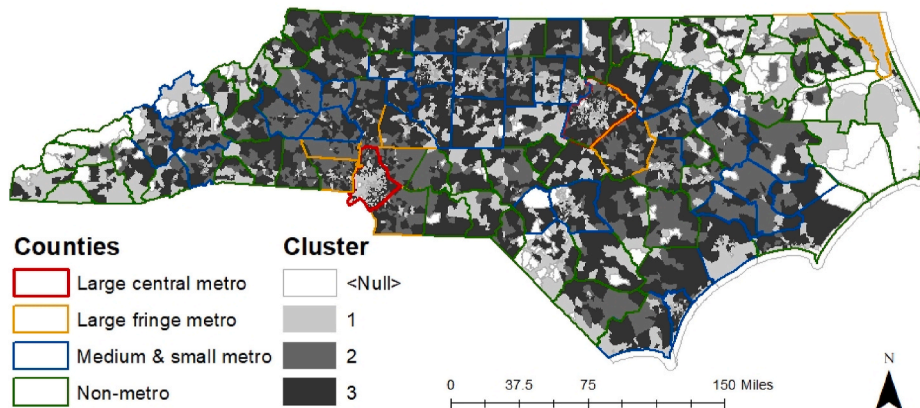 Counties
Large central metro
Large fringe metro
Medium & small metro
Non-metro
Cluster
<Null>
1
2
3
0 37.5 75 150 Miles
N